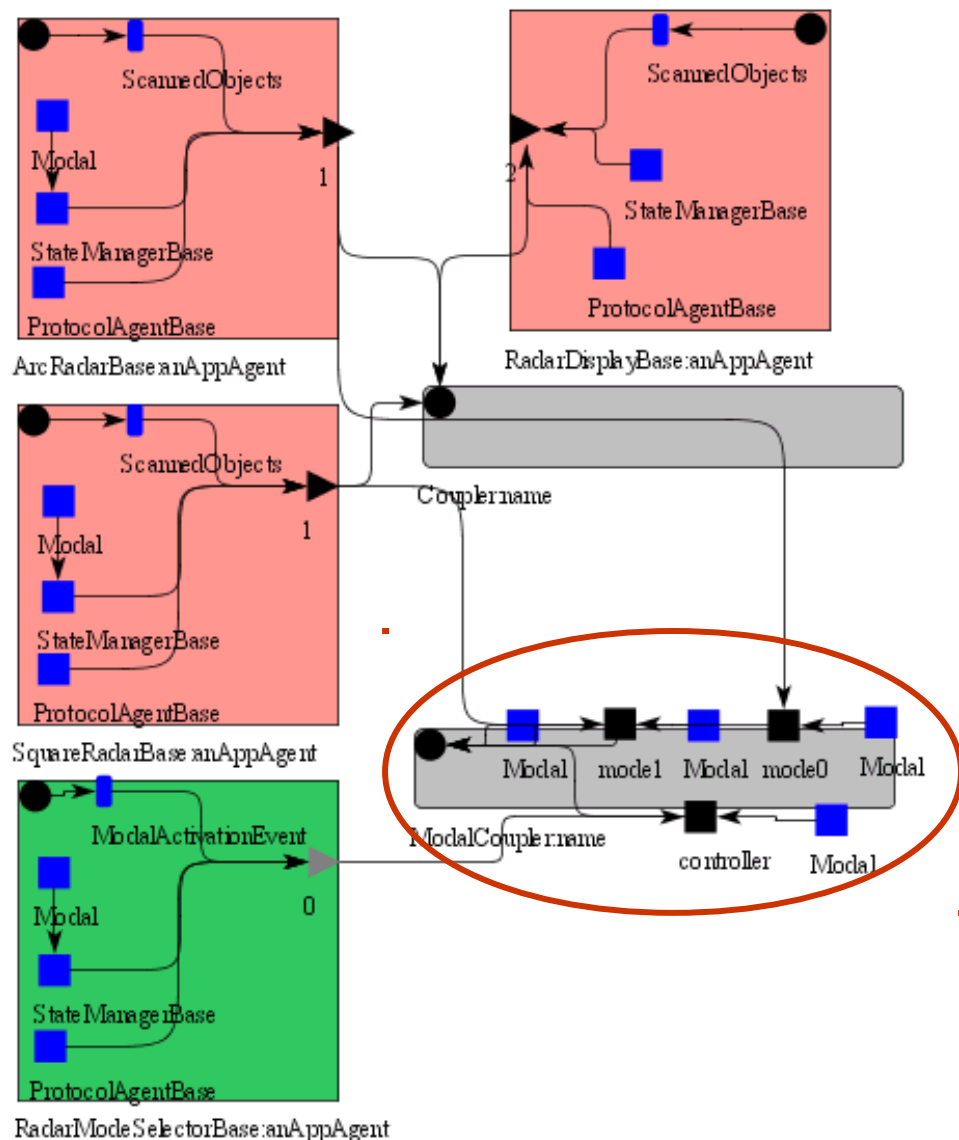 ScannedObjects
Modal
1
StateManagerBase
ProtocolAgentBase
ArcRadarBase:anAppAgent
ScannedObjects
2
StateManagerBase
ProtocolAgentBase
RadarDisplayBase:anAppAgent
ScannedObjects
Coupler:name
1
Modal
StateManagerBase
ProtocolAgentBase
SquareRadarBase:anAppAgent
Modal mode1 Modal mode0 Modal
ModalActivationEvent
ModalCoupler:name
controller
Modal
0
Modal
StateManagerBase
ProtocolAgentBase
RadarModeSelectorBase:anAppAgent